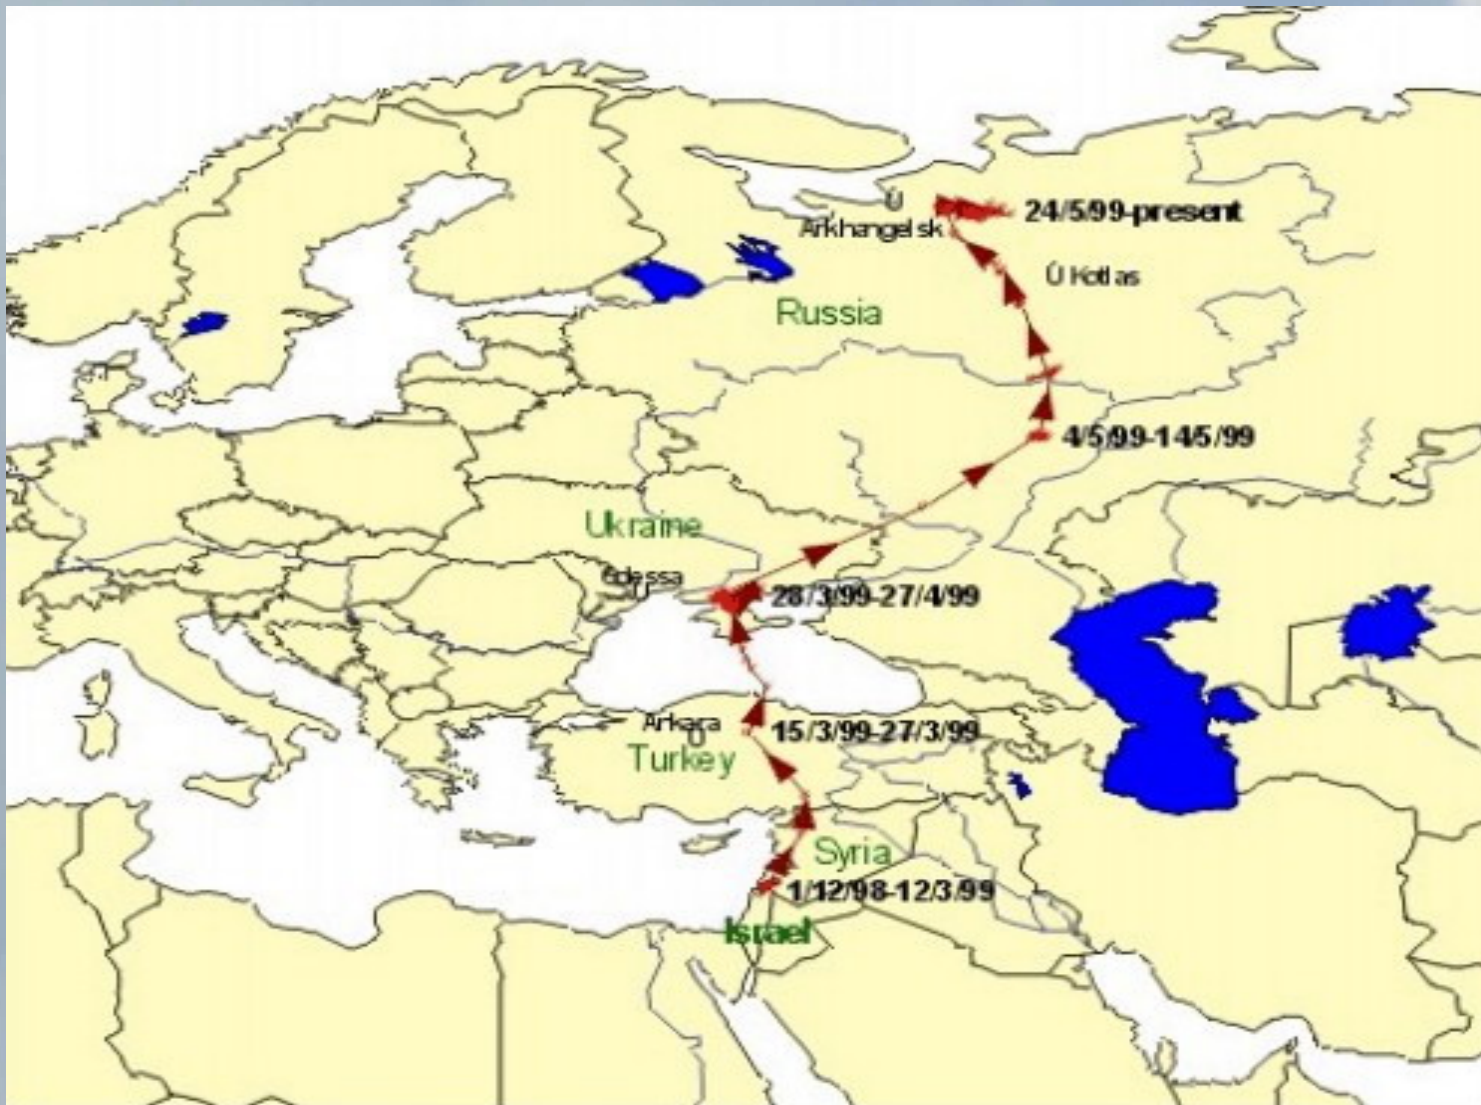 Ú
24/5/99-present
Arkhangelsk
Ú Kotlas
Russia
4/5/99-14/5/99
Ukraine
Odessa
Ú
28/3/99-27/4/99
Ankara
Ú
15/3/99-27/3/99
Turkey
Syria
1/12/98-12/3/99
Israel